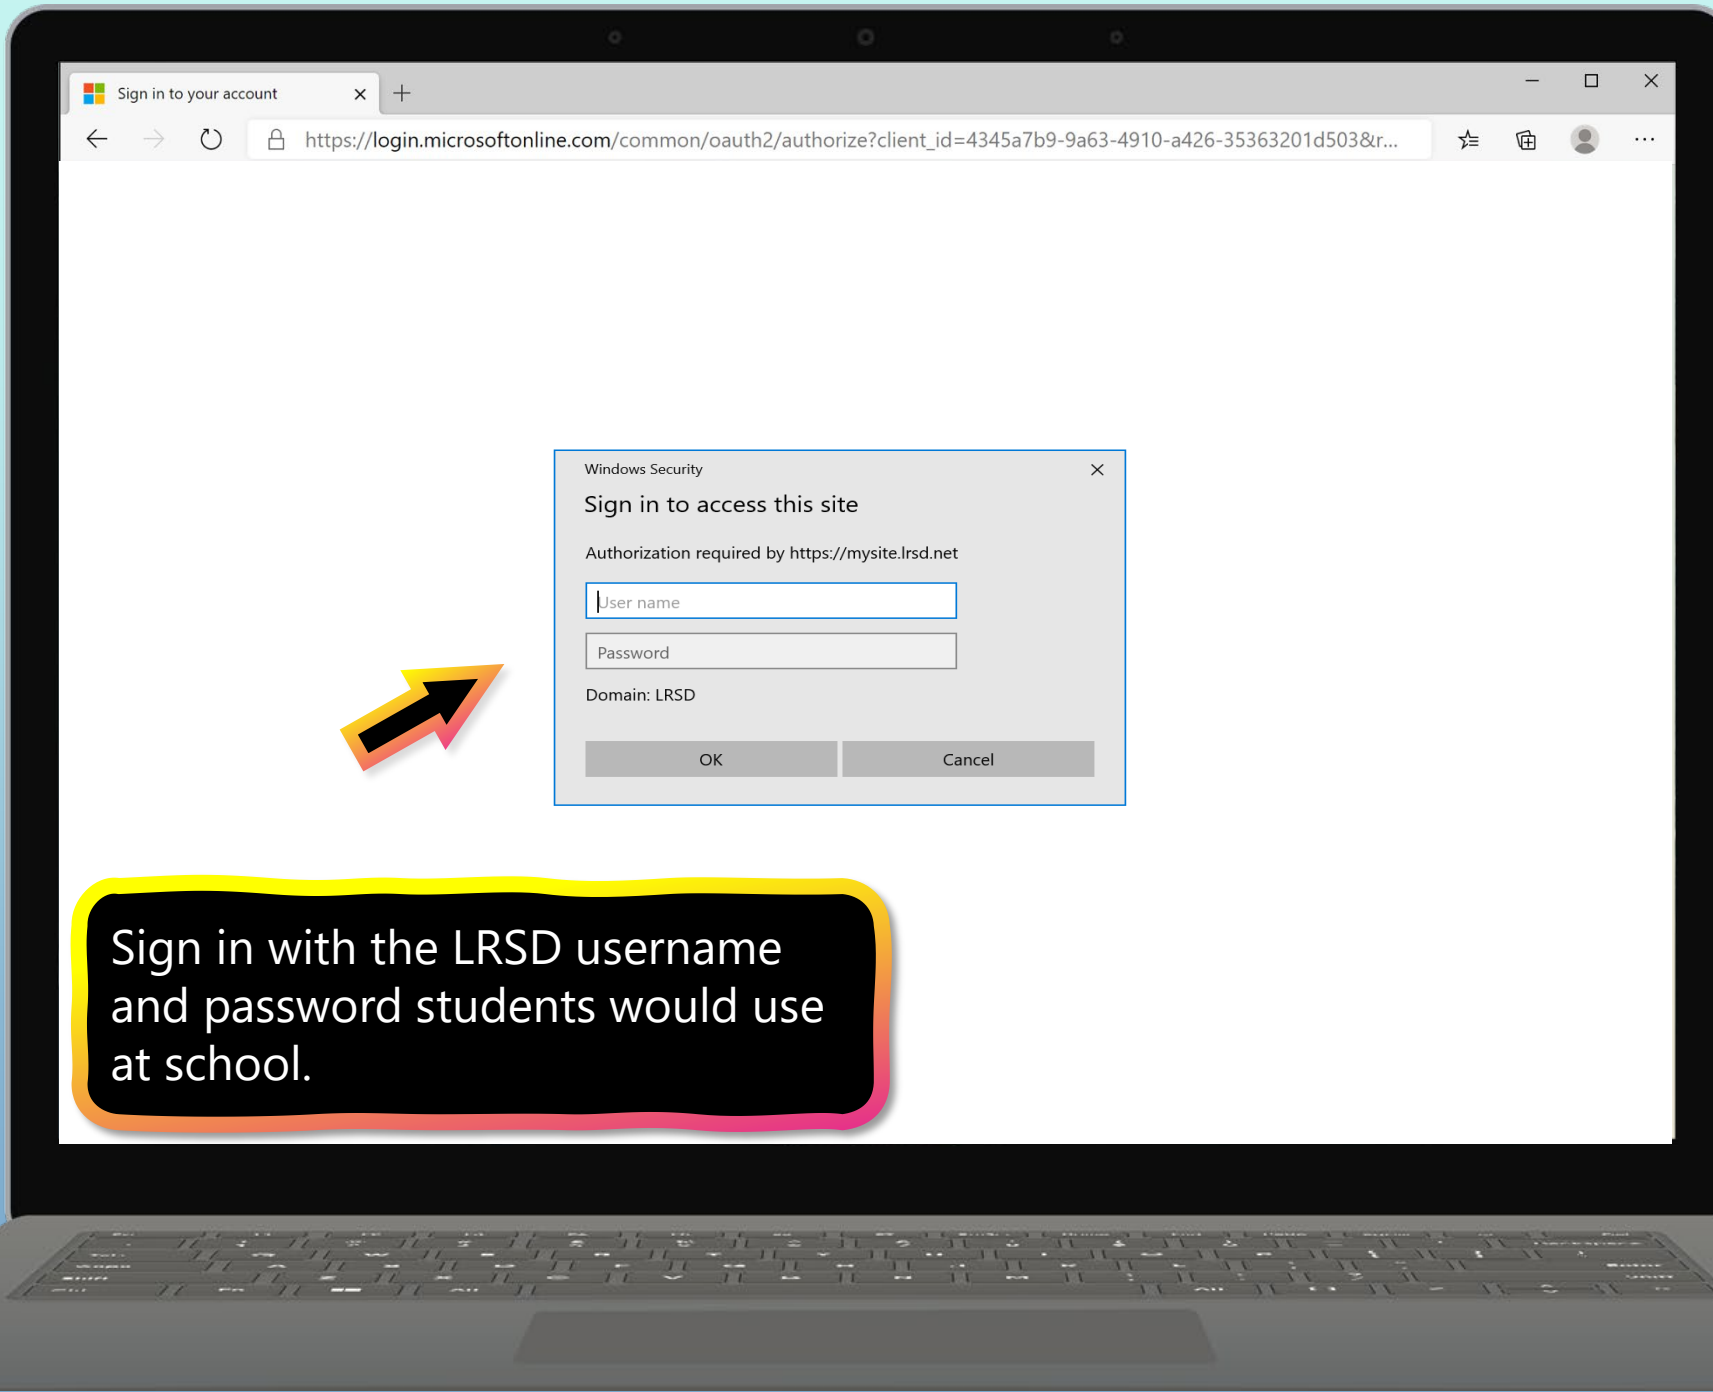 Sign in to your account
https://login.microsoftonline.com/common/oauth2/authorize?client_id=4345a7b9-9a63-4910-a426-35363201d503&r...
Windows Security
Sign in to access this site
Authorization required by https://mysite.lrsd.net
User name
Password
Domain: LRSD
OK Cancel
Sign in with the LRSD username
and password students would use
at school.